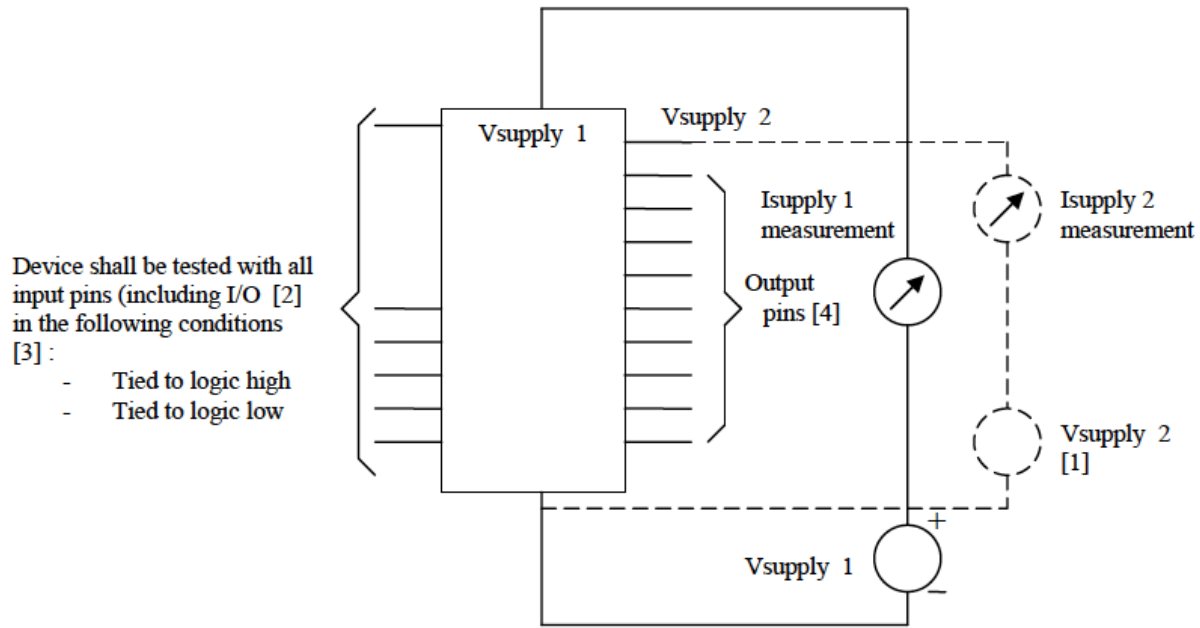 Vsupply 1
Vsupply 2
Isupply 1
measurement
Isupply 2
measurement
Device shall be tested with all
input pins (including I/O [2]
in the following conditions
[3] :
- Tied to logic high
- Tied to logic low
Output
pins [4]
Vsupply 2
[1]
+
Vsupply 1
−